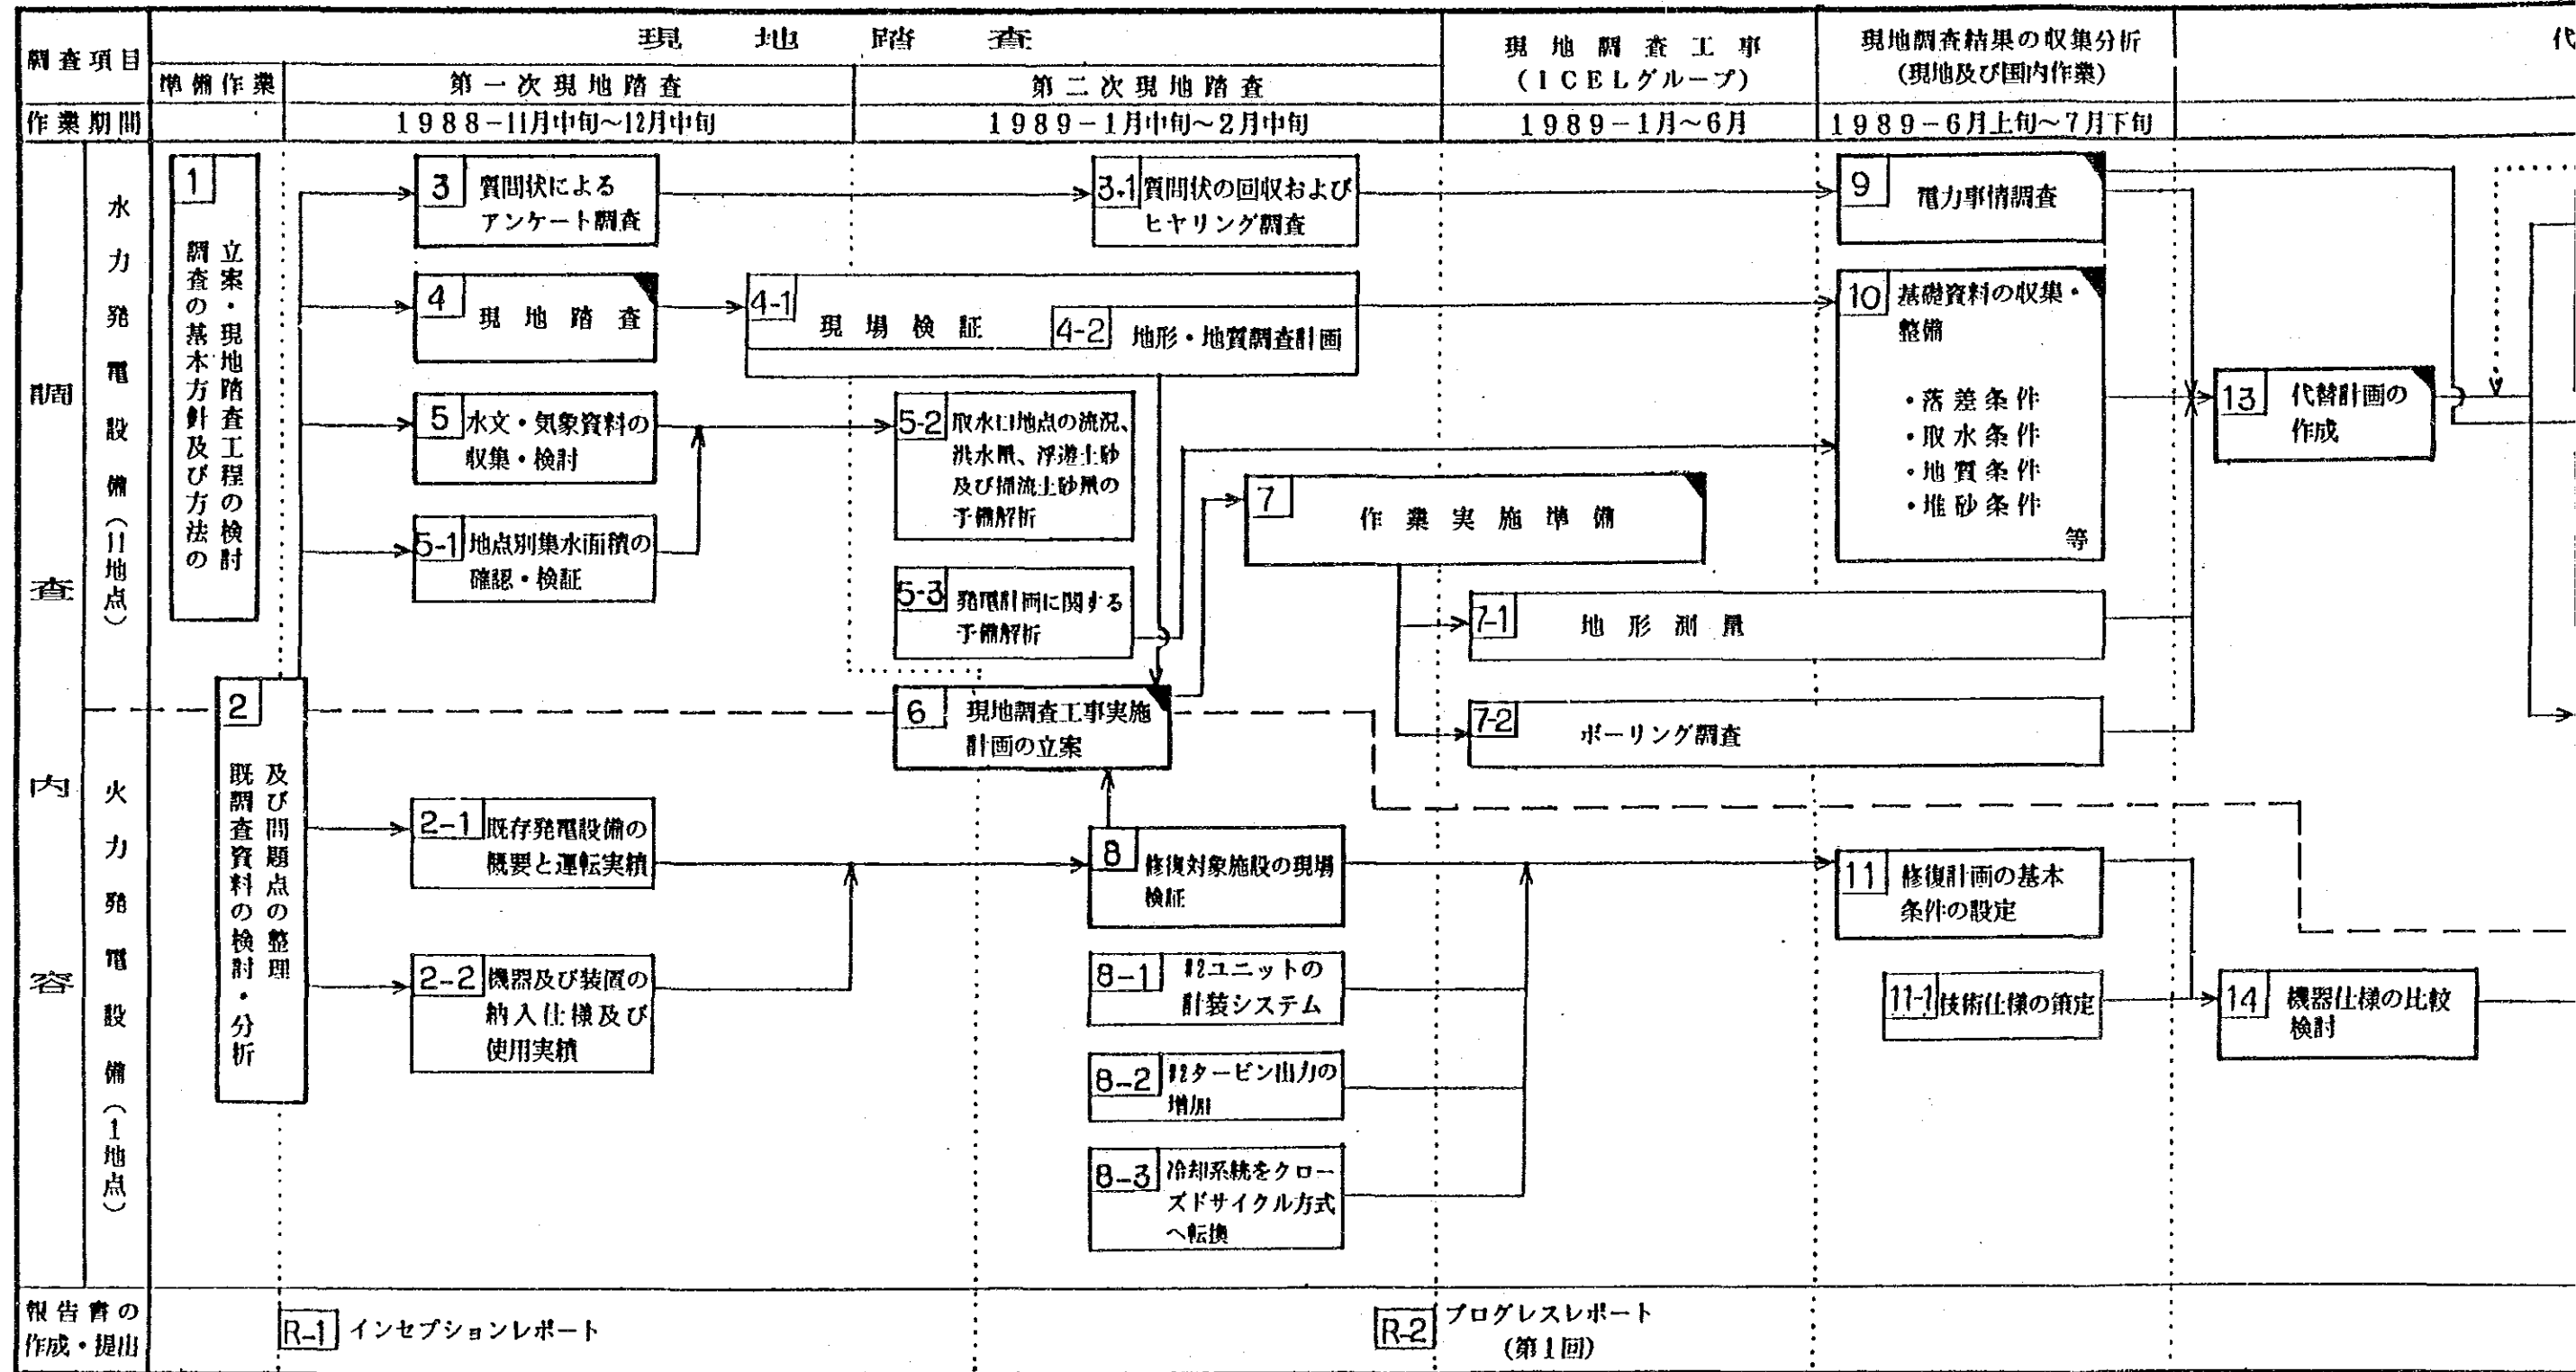 調査項目
現地踏査
準備作業
第一次現地踏査
第二次現地踏査
現地調査工事
(ICELグループ)
現地調査結果の収集分析
(現地及び国内作業)
代
作業期間
1988-11月中旬~12月中旬
1989-1月中旬~2月中旬
1989-1月~6月
1989-6月上旬~7月下旬
調査内容
水力発電設備(11地点)
火力発電設備(1地点)
1
調査の基本方針及び方法の
立案・現地踏査工程の検討
2
既調査資料の検討・分析
及び問題点の整理
3 質問状による
アンケート調査
3-1 質問状の回収および
ヒヤリング調査
4 現地踏査
4-1 現場検証
4-2 地形・地質調査計画
5 水文・気象資料の
収集・検討
5-1 地点別集水面積の
確認・検証
5-2 取水口地点の流況、
洪水量、浮遊土砂
及び掃流土砂量の
予備解析
5-3 発電計画に関する
予備解析
6 現地調査工事実施
計画の立案
7 作業実施準備
7-1 地形測量
7-2 ボーリング調査
9 電力事情調査
10 基礎資料の収集・
整備
・落差条件
・取水条件
・地質条件
・堆砂条件
等
13 代替計画の
作成
2-1 既存発電設備の
概要と運転実績
2-2 機器及び装置の
納入仕様及び
使用実績
8 修復対象施設の現場
検証
8-1 #2ユニットの
計装システム
8-2 #2タービン出力の
増加
8-3 冷却系統をクロー
ズドサイクル方式
へ転換
11 修復計画の基本
条件の設定
11-1 技術仕様の策定
14 機器仕様の比較
検討
報告書の
作成・提出
R-1 インセプションレポート
R-2 プログレスレポート
(第1回)